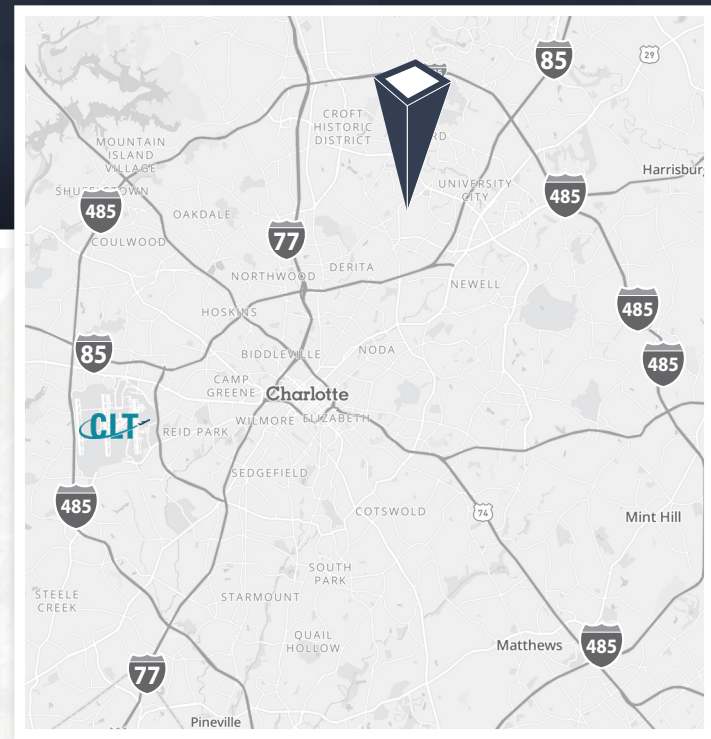 85
29
CROFT
HISTORIC
DISTRICT
MOUNTAIN
ISLAND
VILLAGE
RD
Harrisbur
UNIVERSITY
CITY
485
485
OAKDALE
COULWOOD
77
DERITA
NORTHWOOD
NEWELL
485
HOSKINS
85
BIDDLEVILLE
NODA
485
CAMP
GREENE
Charlotte
CLT
REID PARK
WILMORE
ELIZABETH
SEDGEFIELD
485
COTSWOLD
74
Mint Hill
SOUTH
PARK
STEELE
CREEK
STARMOUNT
QUAIL
HOLLOW
Matthews
485
77
Pineville